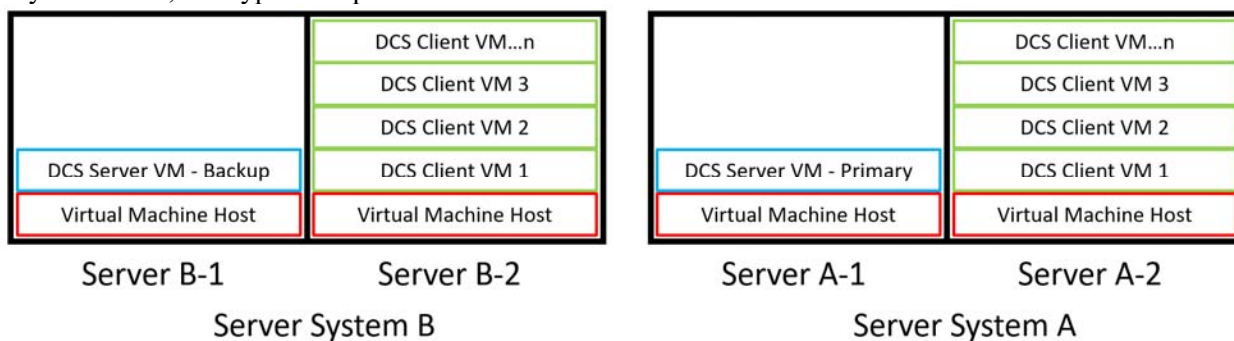 DCS Client VM...n
DCS Client VM 3
DCS Client VM 2
DCS Server VM - Backup
DCS Client VM 1
Virtual Machine Host
Virtual Machine Host
Server B-1
Server B-2
Server System B
DCS Client VM...n
DCS Client VM 3
DCS Client VM 2
DCS Server VM - Primary
DCS Client VM 1
Virtual Machine Host
Virtual Machine Host
Server A-1
Server A-2
Server System A